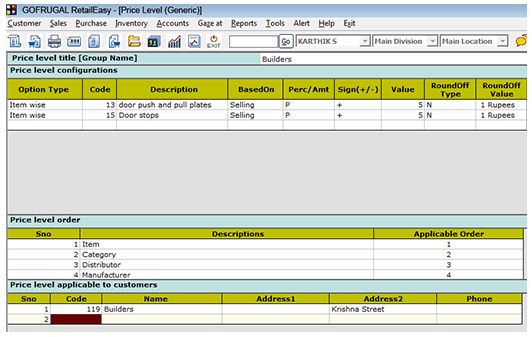 GOFRUGAL RetailEasy - [Price Level (Generic)]
Customer Sales Purchase Inventory Accounts Gaze at Reports Tools Alert Help Exit
EXIT Go KARTHIK S Main Division Main Location
Price level title [Group Name] Builders
Price level configurations
Option Type Code Description BasedOn Perc/Amt Sign(+/-) Value RoundOff Type RoundOff Value
Item wise 13 door push and pull plates Selling P + 5 N 1 Rupees
Item wise 15 Door stops Selling P + 5 N 1 Rupees
Price level order
Sno Descriptions Applicable Order
1 Item 1
2 Category 2
3 Distributor 3
4 Manufacturer 4
Price level applicable to customers
Sno Code Name Address1 Address2 Phone
1 119 Builders Krishna Street
2